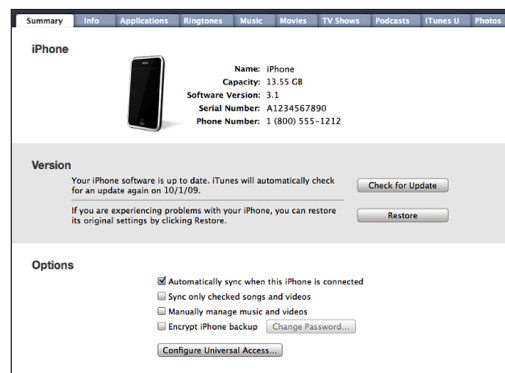 Summary Info Applications Ringtones Music Movies TV Shows Podcasts iTunes U Photos
iPhone
Name: iPhone
Capacity: 13.55 GB
Software Version: 3.1
Serial Number: A1234567890
Phone Number: 1 (800) 555-1212
Version
Your iPhone software is up to date. iTunes will automatically check
for an update again on 10/1/09.
Check for Update
If you are experiencing problems with your iPhone, you can restore
its original settings by clicking Restore.
Restore
Options
Automatically sync when this iPhone is connected
Sync only checked songs and videos
Manually manage music and videos
Encrypt iPhone backup Change Password...
Configure Universal Access...